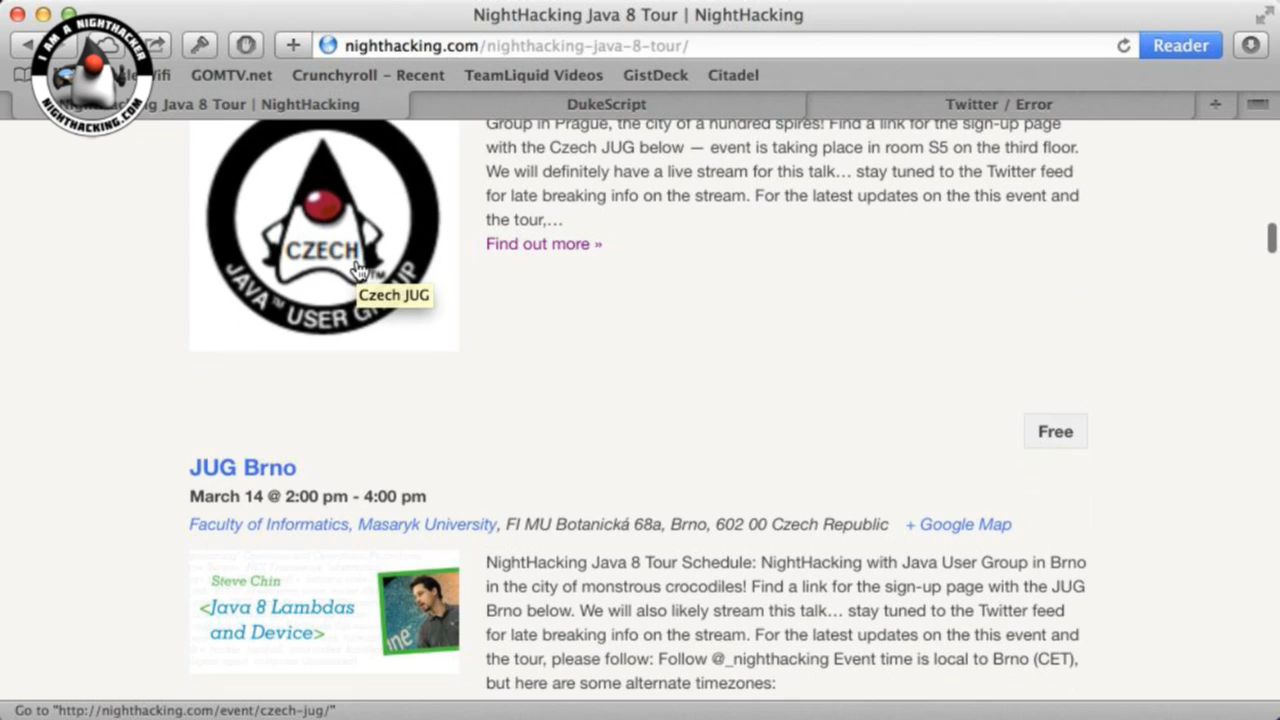 NightHacking Java 8 Tour | NightHacking
I AM A NIGHTHACKER
NIGHTHACKING.COM
nighthacking.com/nighthacking-java-8-tour/
Reader
GOMTV.net
Crunchyroll - Recent
TeamLiquid Videos
GistDeck
Citadel
Java 8 Tour | NightHacking
DukeScript
Twitter / Error
Group in Prague, the city of a hundred spires! Find a link for the sign-up page
with the Czech JUG below — event is taking place in room S5 on the third floor.
We will definitely have a live stream for this talk… stay tuned to the Twitter feed
for late breaking info on the stream. For the latest updates on the this event and
the tour,…
Find out more »
CZECH
TM
JAVA™ USER
Czech JUG
Free
JUG Brno
March 14 @ 2:00 pm - 4:00 pm
Faculty of Informatics, Masaryk University, FI MU Botanická 68a, Brno, 602 00 Czech Republic + Google Map
Steve Chin
<Java 8 Lambdas
and Device>
NightHacking Java 8 Tour Schedule: NightHacking with Java User Group in Brno
in the city of monstrous crocodiles! Find a link for the sign-up page with the JUG
Brno below. We will also likely stream this talk… stay tuned to the Twitter feed
for late breaking info on the stream. For the latest updates on the this event and
the tour, please follow: Follow @_nighthacking Event time is local to Brno (CET),
but here are some alternate timezones:
Go to "http://nighthacking.com/event/czech-jug/"